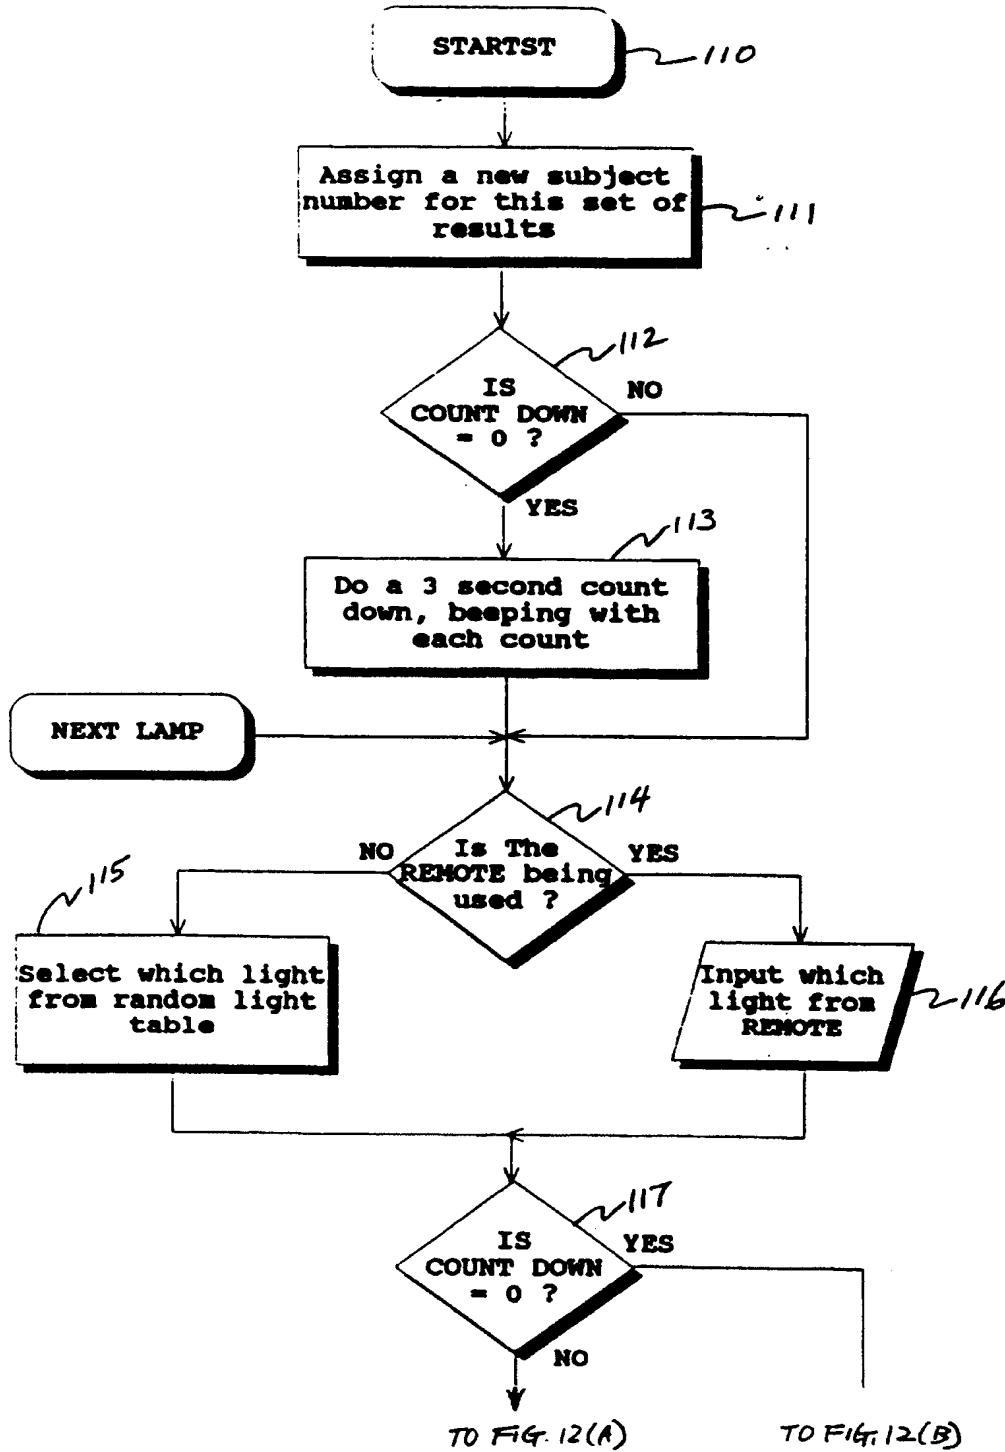 STARTST
110
Assign a new subject
number for this set of
results
111
112
IS
COUNT DOWN
= 0 ?
NO
YES
113
Do a 3 second count
down, beeping with
each count
NEXT LAMP
114
Is The
REMOTE being
used ?
NO
YES
115
Select which light
from random light
table
Input which
light from
REMOTE
116
117
IS
COUNT DOWN
= 0 ?
YES
NO
TO FIG. 12(A)
TO FIG. 12(B)